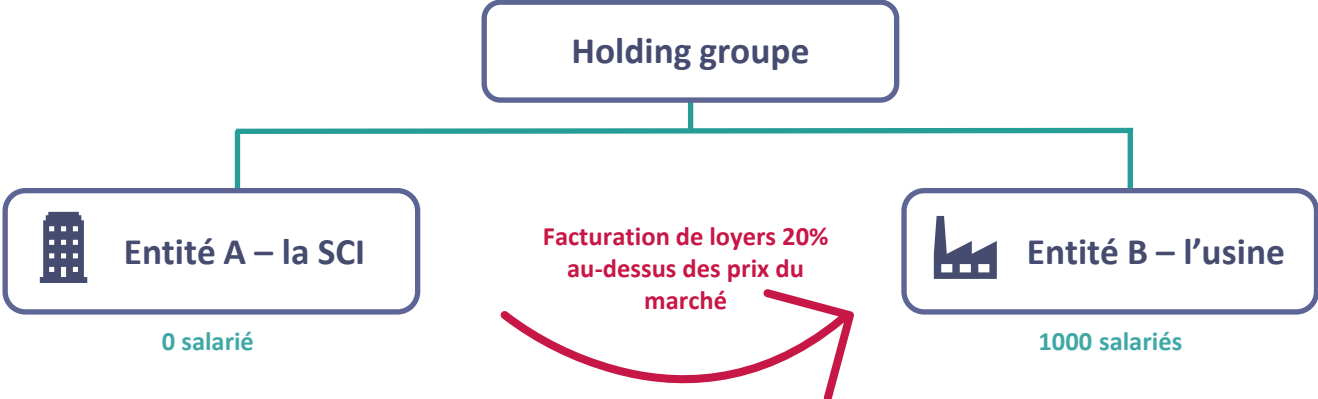 Holding groupe
Entité A – la SCI
Facturation de loyers 20%
au-dessus des prix du
marché
Entité B – l’usine
0 salarié
1000 salariés